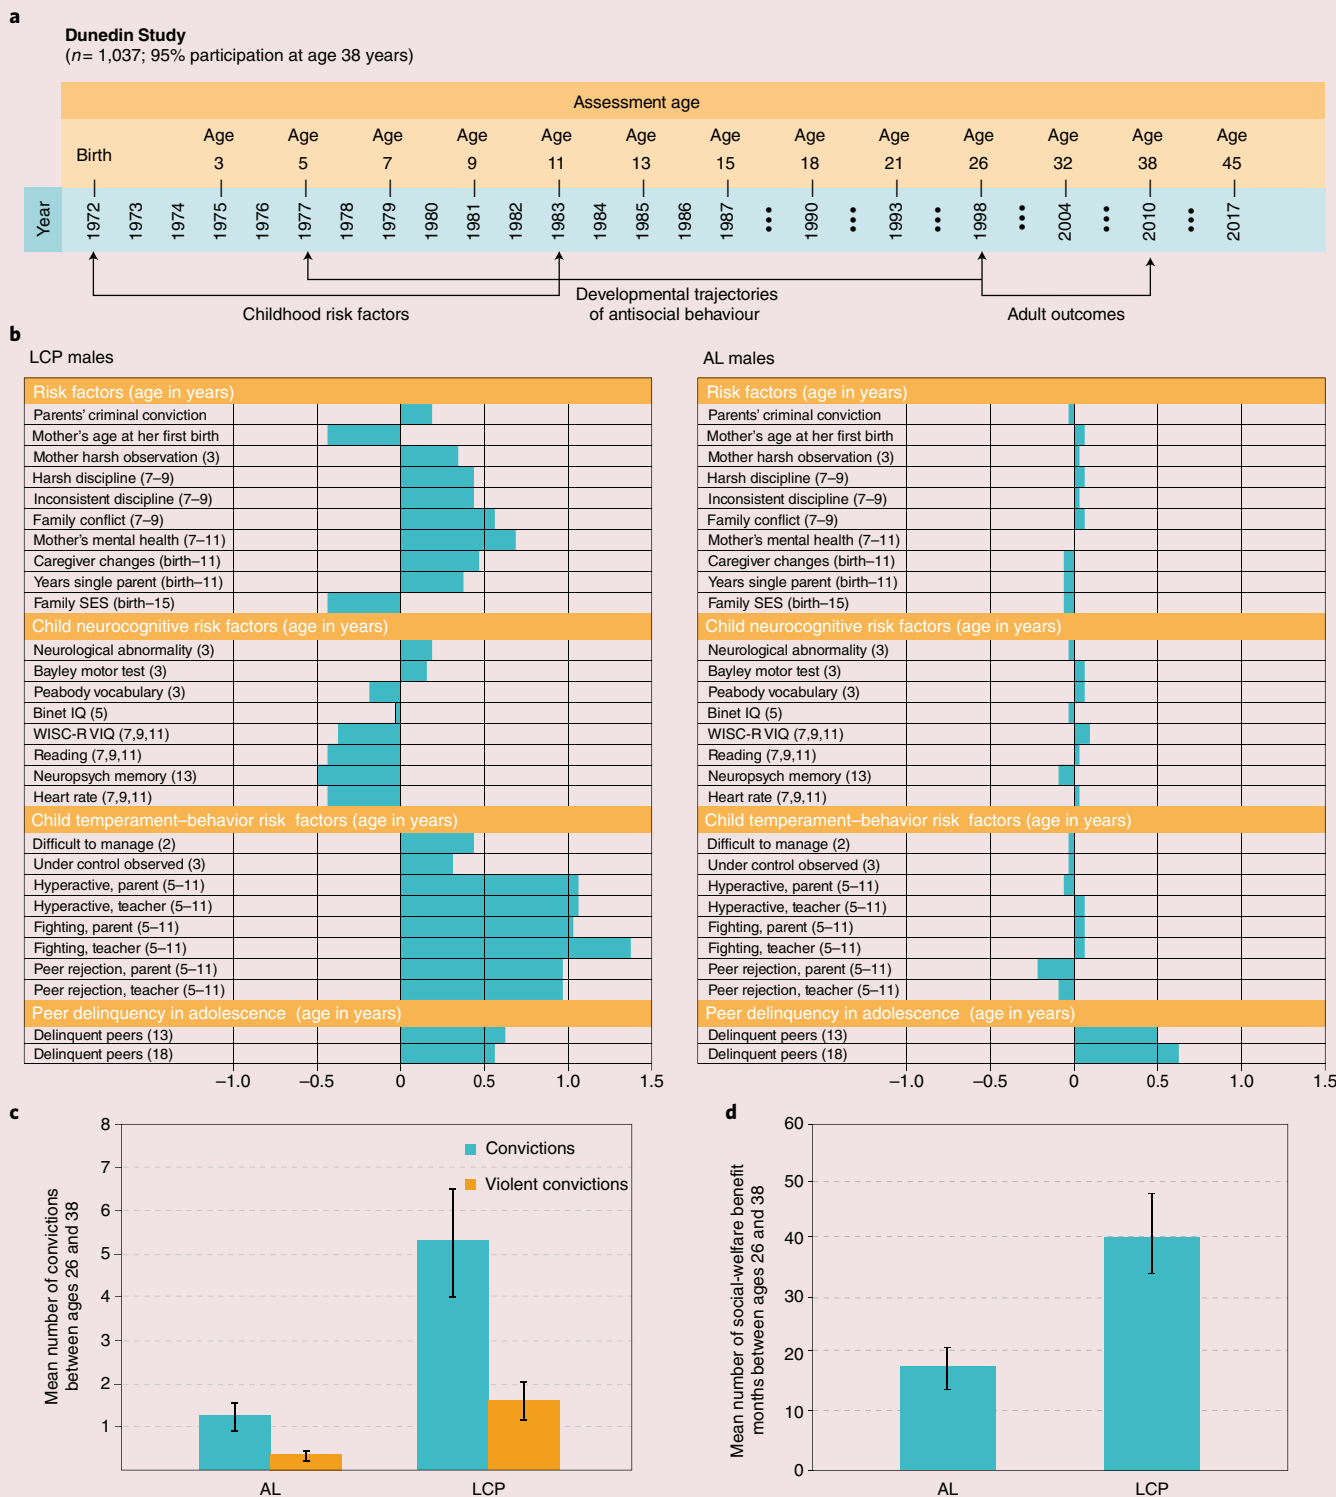 a
Dunedin Study
(n= 1,037; 95% participation at age 38 years)
Assessment age
Birth
Age 3
Age 5
Age 7
Age 9
Age 11
Age 13
Age 15
Age 18
Age 21
Age 26
Age 32
Age 38
Age 45
Year
1972 1973 1974 1975 1976 1977 1978 1979 1980 1981 1982 1983 1984 1985 1986 1987 ••• 1990 ••• 1993 ••• 1998 ••• 2004 ••• 2010 ••• 2017
Childhood risk factors
Developmental trajectories
of antisocial behaviour
Adult outcomes
b
LCP males
Risk factors (age in years)
Parents' criminal conviction
Mother's age at her first birth
Mother harsh observation (3)
Harsh discipline (7–9)
Inconsistent discipline (7–9)
Family conflict (7–9)
Mother's mental health (7–11)
Caregiver changes (birth–11)
Years single parent (birth–11)
Family SES (birth–15)
Child neurocognitive risk factors (age in years)
Neurological abnormality (3)
Bayley motor test (3)
Peabody vocabulary (3)
Binet IQ (5)
WISC-R VIQ (7,9,11)
Reading (7,9,11)
Neuropsych memory (13)
Heart rate (7,9,11)
Child temperament–behavior risk factors (age in years)
Difficult to manage (2)
Under control observed (3)
Hyperactive, parent (5–11)
Hyperactive, teacher (5–11)
Fighting, parent (5–11)
Fighting, teacher (5–11)
Peer rejection, parent (5–11)
Peer rejection, teacher (5–11)
Peer delinquency in adolescence (age in years)
Delinquent peers (13)
Delinquent peers (18)
–1.0 –0.5 0 0.5 1.0 1.5
AL males
Risk factors (age in years)
Parents' criminal conviction
Mother's age at her first birth
Mother harsh observation (3)
Harsh discipline (7–9)
Inconsistent discipline (7–9)
Family conflict (7–9)
Mother's mental health (7–11)
Caregiver changes (birth–11)
Years single parent (birth–11)
Family SES (birth–15)
Child neurocognitive risk factors (age in years)
Neurological abnormality (3)
Bayley motor test (3)
Peabody vocabulary (3)
Binet IQ (5)
WISC-R VIQ (7,9,11)
Reading (7,9,11)
Neuropsych memory (13)
Heart rate (7,9,11)
Child temperament–behavior risk factors (age in years)
Difficult to manage (2)
Under control observed (3)
Hyperactive, parent (5–11)
Hyperactive, teacher (5–11)
Fighting, parent (5–11)
Fighting, teacher (5–11)
Peer rejection, parent (5–11)
Peer rejection, teacher (5–11)
Peer delinquency in adolescence (age in years)
Delinquent peers (13)
Delinquent peers (18)
–1.0 –0.5 0 0.5 1.0 1.5
c
Mean number of convictions
between ages 26 and 38
8
7
6
5
4
3
2
1
Convictions
Violent convictions
AL LCP
d
Mean number of social-welfare benefit
months between ages 26 and 38
60
50
40
30
20
10
0
AL LCP